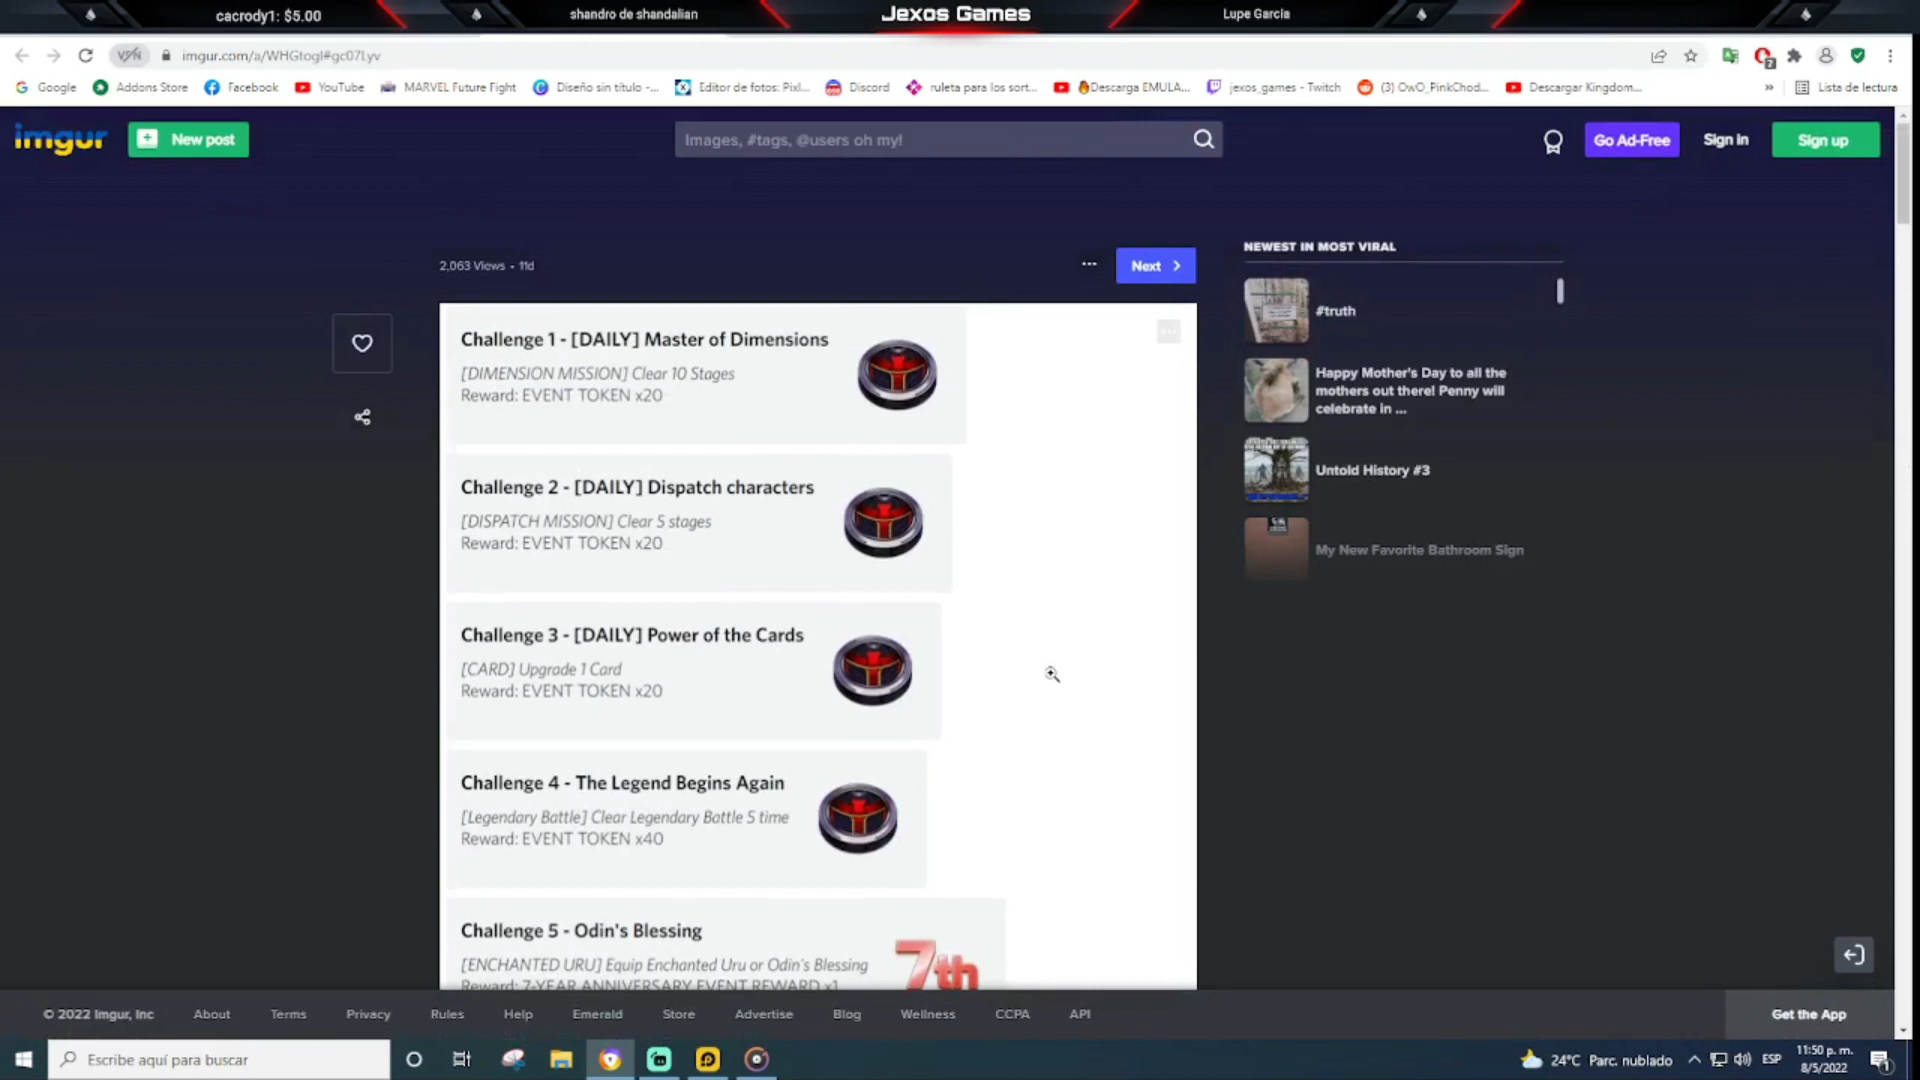 cacrody1: $5.00
shandro de shandalian
Jexos Games
Lupe Garcia
VPN
imgur.com/a/WHGtogI#gc07Lyv
Google
Addons Store
Facebook
YouTube
MARVEL Future Fight
Diseño sin título -...
Editor de fotos: Pixl...
Discord
ruleta para los sort...
Descarga EMULA...
jexos_games - Twitch
(3) OwO_PinkChod...
Descargar Kingdom...
»
Lista de lectura
imgur
New post
Images, #tags, @users oh my!
Go Ad-Free
Sign in
Sign up
2,063 Views • 11d
Next
NEWEST IN MOST VIRAL
#truth
Happy Mother's Day to all the
mothers out there! Penny will
celebrate in ...
Untold History #3
My New Favorite Bathroom Sign
Challenge 1 - [DAILY] Master of Dimensions
[DIMENSION MISSION] Clear 10 Stages
Reward: EVENT TOKEN x20
Challenge 2 - [DAILY] Dispatch characters
[DISPATCH MISSION] Clear 5 stages
Reward: EVENT TOKEN x20
Challenge 3 - [DAILY] Power of the Cards
[CARD] Upgrade 1 Card
Reward: EVENT TOKEN x20
Challenge 4 - The Legend Begins Again
[Legendary Battle] Clear Legendary Battle 5 time
Reward: EVENT TOKEN x40
Challenge 5 - Odin's Blessing
[ENCHANTED URU] Equip Enchanted Uru or Odin's Blessing
Reward: 7-YEAR ANNIVERSARY EVENT REWARD x1
7th
© 2022 Imgur, Inc
About
Terms
Privacy
Rules
Help
Emerald
Store
Advertise
Blog
Wellness
CCPA
API
Get the App
Escribe aquí para buscar
24°C Parc. nublado
ESP
11:50 p. m.
8/5/2022